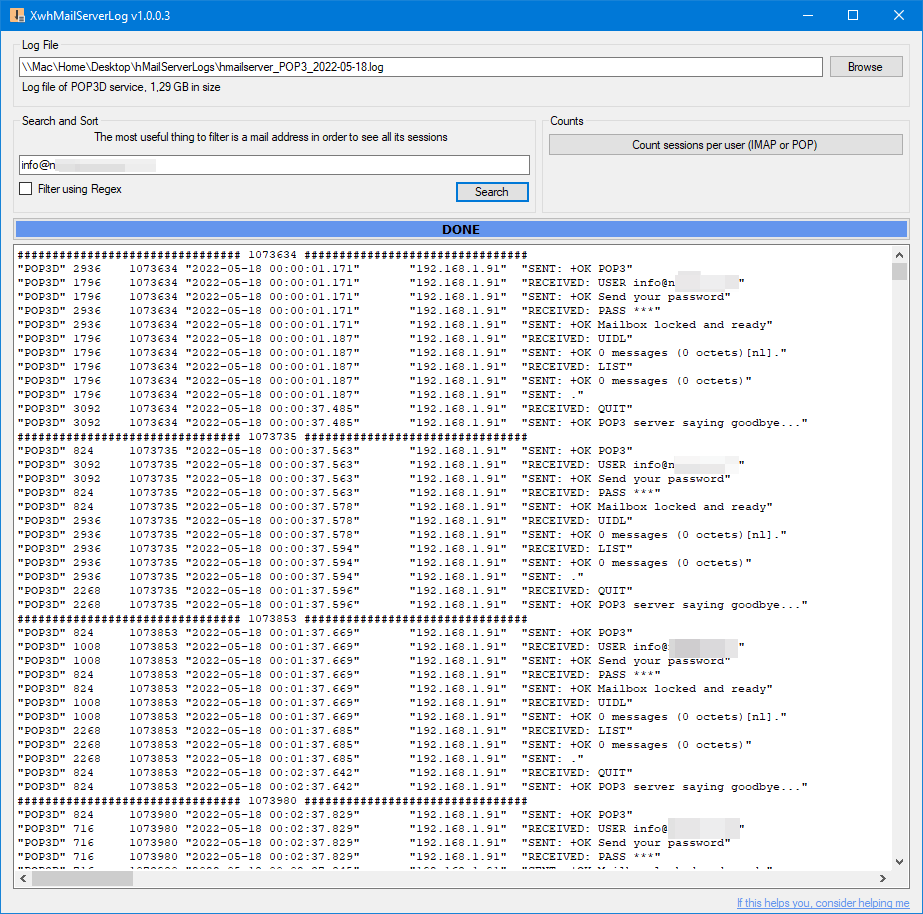 XwhMailServerLog v1.0.0.3
Log File
\\Mac\Home\Desktop\hMailServerLogs\hmailserver_POP3_2022-05-18.log
Browse
Log file of POP3D service, 1,29 GB in size
Search and Sort
The most useful thing to filter is a mail address in order to see all its sessions
info@n
Filter using Regex
Search
Counts
Count sessions per user (IMAP or POP)
DONE
################################ 1073634 ################################
"POP3D" 2936 1073634 "2022-05-18 00:00:01.171" "192.168.1.91" "SENT: +OK POP3"
"POP3D" 1796 1073634 "2022-05-18 00:00:01.171" "192.168.1.91" "RECEIVED: USER info@n "
"POP3D" 1796 1073634 "2022-05-18 00:00:01.171" "192.168.1.91" "SENT: +OK Send your password"
"POP3D" 2936 1073634 "2022-05-18 00:00:01.171" "192.168.1.91" "RECEIVED: PASS ***"
"POP3D" 2936 1073634 "2022-05-18 00:00:01.171" "192.168.1.91" "SENT: +OK Mailbox locked and ready"
"POP3D" 1796 1073634 "2022-05-18 00:00:01.187" "192.168.1.91" "RECEIVED: UIDL"
"POP3D" 1796 1073634 "2022-05-18 00:00:01.187" "192.168.1.91" "SENT: +OK 0 messages (0 octets)[nl]."
"POP3D" 1796 1073634 "2022-05-18 00:00:01.187" "192.168.1.91" "RECEIVED: LIST"
"POP3D" 1796 1073634 "2022-05-18 00:00:01.187" "192.168.1.91" "SENT: +OK 0 messages (0 octets)"
"POP3D" 1796 1073634 "2022-05-18 00:00:01.187" "192.168.1.91" "SENT: ."
"POP3D" 3092 1073634 "2022-05-18 00:00:37.485" "192.168.1.91" "RECEIVED: QUIT"
"POP3D" 3092 1073634 "2022-05-18 00:00:37.485" "192.168.1.91" "SENT: +OK POP3 server saying goodbye..."
################################ 1073735 ################################
"POP3D" 824 1073735 "2022-05-18 00:00:37.563" "192.168.1.91" "SENT: +OK POP3"
"POP3D" 3092 1073735 "2022-05-18 00:00:37.563" "192.168.1.91" "RECEIVED: USER info@n "
"POP3D" 3092 1073735 "2022-05-18 00:00:37.563" "192.168.1.91" "SENT: +OK Send your password"
"POP3D" 824 1073735 "2022-05-18 00:00:37.563" "192.168.1.91" "RECEIVED: PASS ***"
"POP3D" 824 1073735 "2022-05-18 00:00:37.578" "192.168.1.91" "SENT: +OK Mailbox locked and ready"
"POP3D" 2936 1073735 "2022-05-18 00:00:37.578" "192.168.1.91" "RECEIVED: UIDL"
"POP3D" 2936 1073735 "2022-05-18 00:00:37.578" "192.168.1.91" "SENT: +OK 0 messages (0 octets)[nl]."
"POP3D" 2936 1073735 "2022-05-18 00:00:37.594" "192.168.1.91" "RECEIVED: LIST"
"POP3D" 2936 1073735 "2022-05-18 00:00:37.594" "192.168.1.91" "SENT: +OK 0 messages (0 octets)"
"POP3D" 2936 1073735 "2022-05-18 00:00:37.594" "192.168.1.91" "SENT: ."
"POP3D" 2268 1073735 "2022-05-18 00:01:37.596" "192.168.1.91" "RECEIVED: QUIT"
"POP3D" 2268 1073735 "2022-05-18 00:01:37.596" "192.168.1.91" "SENT: +OK POP3 server saying goodbye..."
################################ 1073853 ################################
"POP3D" 824 1073853 "2022-05-18 00:01:37.669" "192.168.1.91" "SENT: +OK POP3"
"POP3D" 1008 1073853 "2022-05-18 00:01:37.669" "192.168.1.91" "RECEIVED: USER info@ "
"POP3D" 1008 1073853 "2022-05-18 00:01:37.669" "192.168.1.91" "SENT: +OK Send your password"
"POP3D" 824 1073853 "2022-05-18 00:01:37.669" "192.168.1.91" "RECEIVED: PASS ***"
"POP3D" 824 1073853 "2022-05-18 00:01:37.669" "192.168.1.91" "SENT: +OK Mailbox locked and ready"
"POP3D" 1008 1073853 "2022-05-18 00:01:37.669" "192.168.1.91" "RECEIVED: UIDL"
"POP3D" 1008 1073853 "2022-05-18 00:01:37.669" "192.168.1.91" "SENT: +OK 0 messages (0 octets)[nl]."
"POP3D" 2268 1073853 "2022-05-18 00:01:37.685" "192.168.1.91" "RECEIVED: LIST"
"POP3D" 2268 1073853 "2022-05-18 00:01:37.685" "192.168.1.91" "SENT: +OK 0 messages (0 octets)"
"POP3D" 2268 1073853 "2022-05-18 00:01:37.685" "192.168.1.91" "SENT: ."
"POP3D" 824 1073853 "2022-05-18 00:02:37.642" "192.168.1.91" "RECEIVED: QUIT"
"POP3D" 824 1073853 "2022-05-18 00:02:37.642" "192.168.1.91" "SENT: +OK POP3 server saying goodbye..."
################################ 1073980 ################################
"POP3D" 824 1073980 "2022-05-18 00:02:37.829" "192.168.1.91" "SENT: +OK POP3"
"POP3D" 716 1073980 "2022-05-18 00:02:37.829" "192.168.1.91" "RECEIVED: USER info@ "
"POP3D" 716 1073980 "2022-05-18 00:02:37.829" "192.168.1.91" "SENT: +OK Send your password"
"POP3D" 716 1073980 "2022-05-18 00:02:37.829" "192.168.1.91" "RECEIVED: PASS ***"
If this helps you, consider helping me